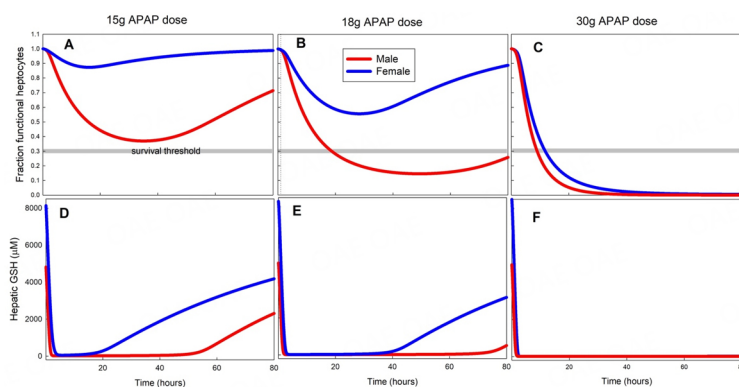 15g APAP dose
18g APAP dose
30g APAP dose
Fraction functional heptocytes
1.1
1.0
0.9
0.8
0.7
0.6
0.5
0.4
0.3
0.2
0.1
0.0
A
survival threshold
B
Male
Female
C
Hepatic GSH (µM)
8000
6000
4000
2000
0
D
E
F
0 20 40 60 80
20 40 60 80
0 20 40 60 80
Time (hours)
Time (hours)
Time (hours)